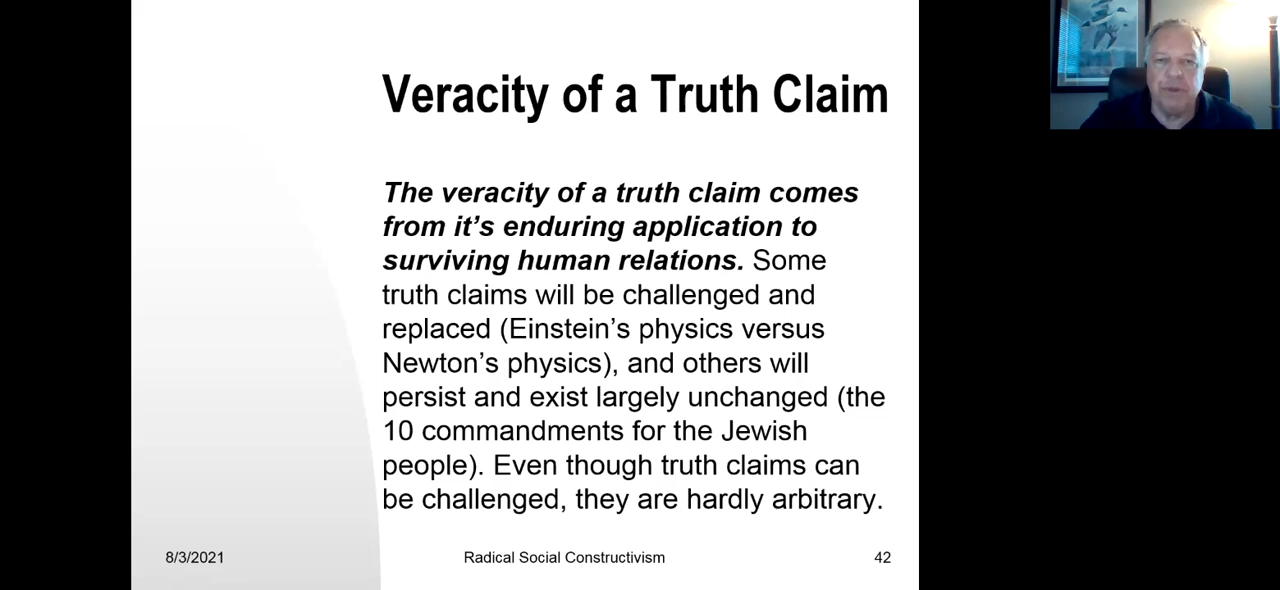 Veracity of a Truth Claim
The veracity of a truth claim comes
from it’s enduring application to
surviving human relations. Some
truth claims will be challenged and
replaced (Einstein’s physics versus
Newton’s physics), and others will
persist and exist largely unchanged (the
10 commandments for the Jewish
people). Even though truth claims can
be challenged, they are hardly arbitrary.
8/3/2021 Radical Social Constructivism 42